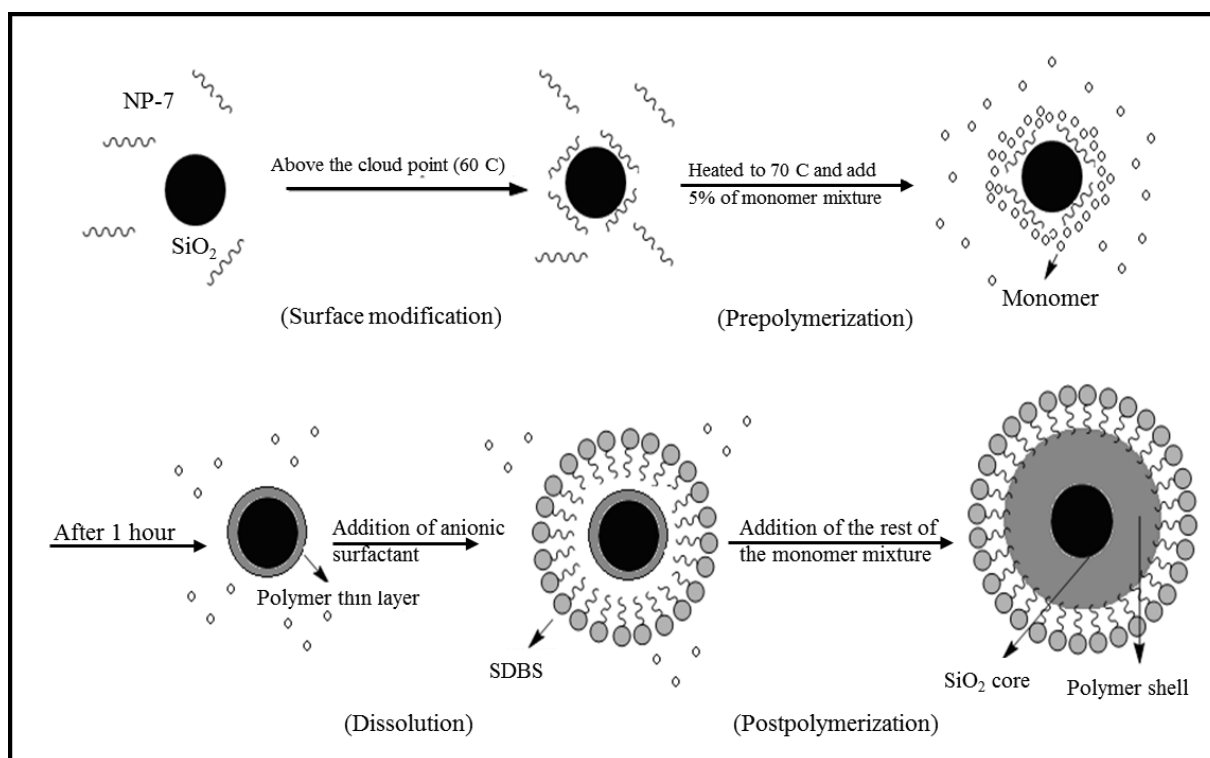 NP-7
SiO₂
Above the cloud point (60 C)
(Surface modification)
Heated to 70 C and add
5% of monomer mixture
(Prepolymerization)
Monomer
After 1 hour
Polymer thin layer
Addition of anionic
surfactant
SDBS
(Dissolution)
Addition of the rest of
the monomer mixture
(Postpolymerization)
SiO₂ core
Polymer shell